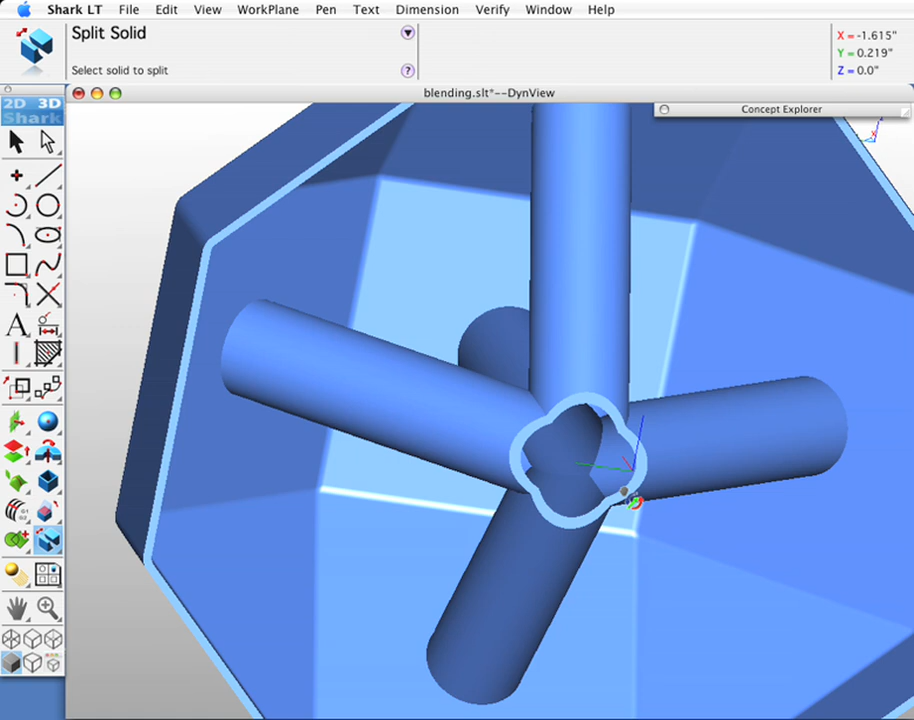 Shark LT File Edit View WorkPlane Pen Text Dimension Verify Window Help
Split Solid
Select solid to split
?
X = -1.615"
Y = 0.219"
Z = 0.0"
blending.slt*--DynView
Concept Explorer
2D 3D
Shark
A
X